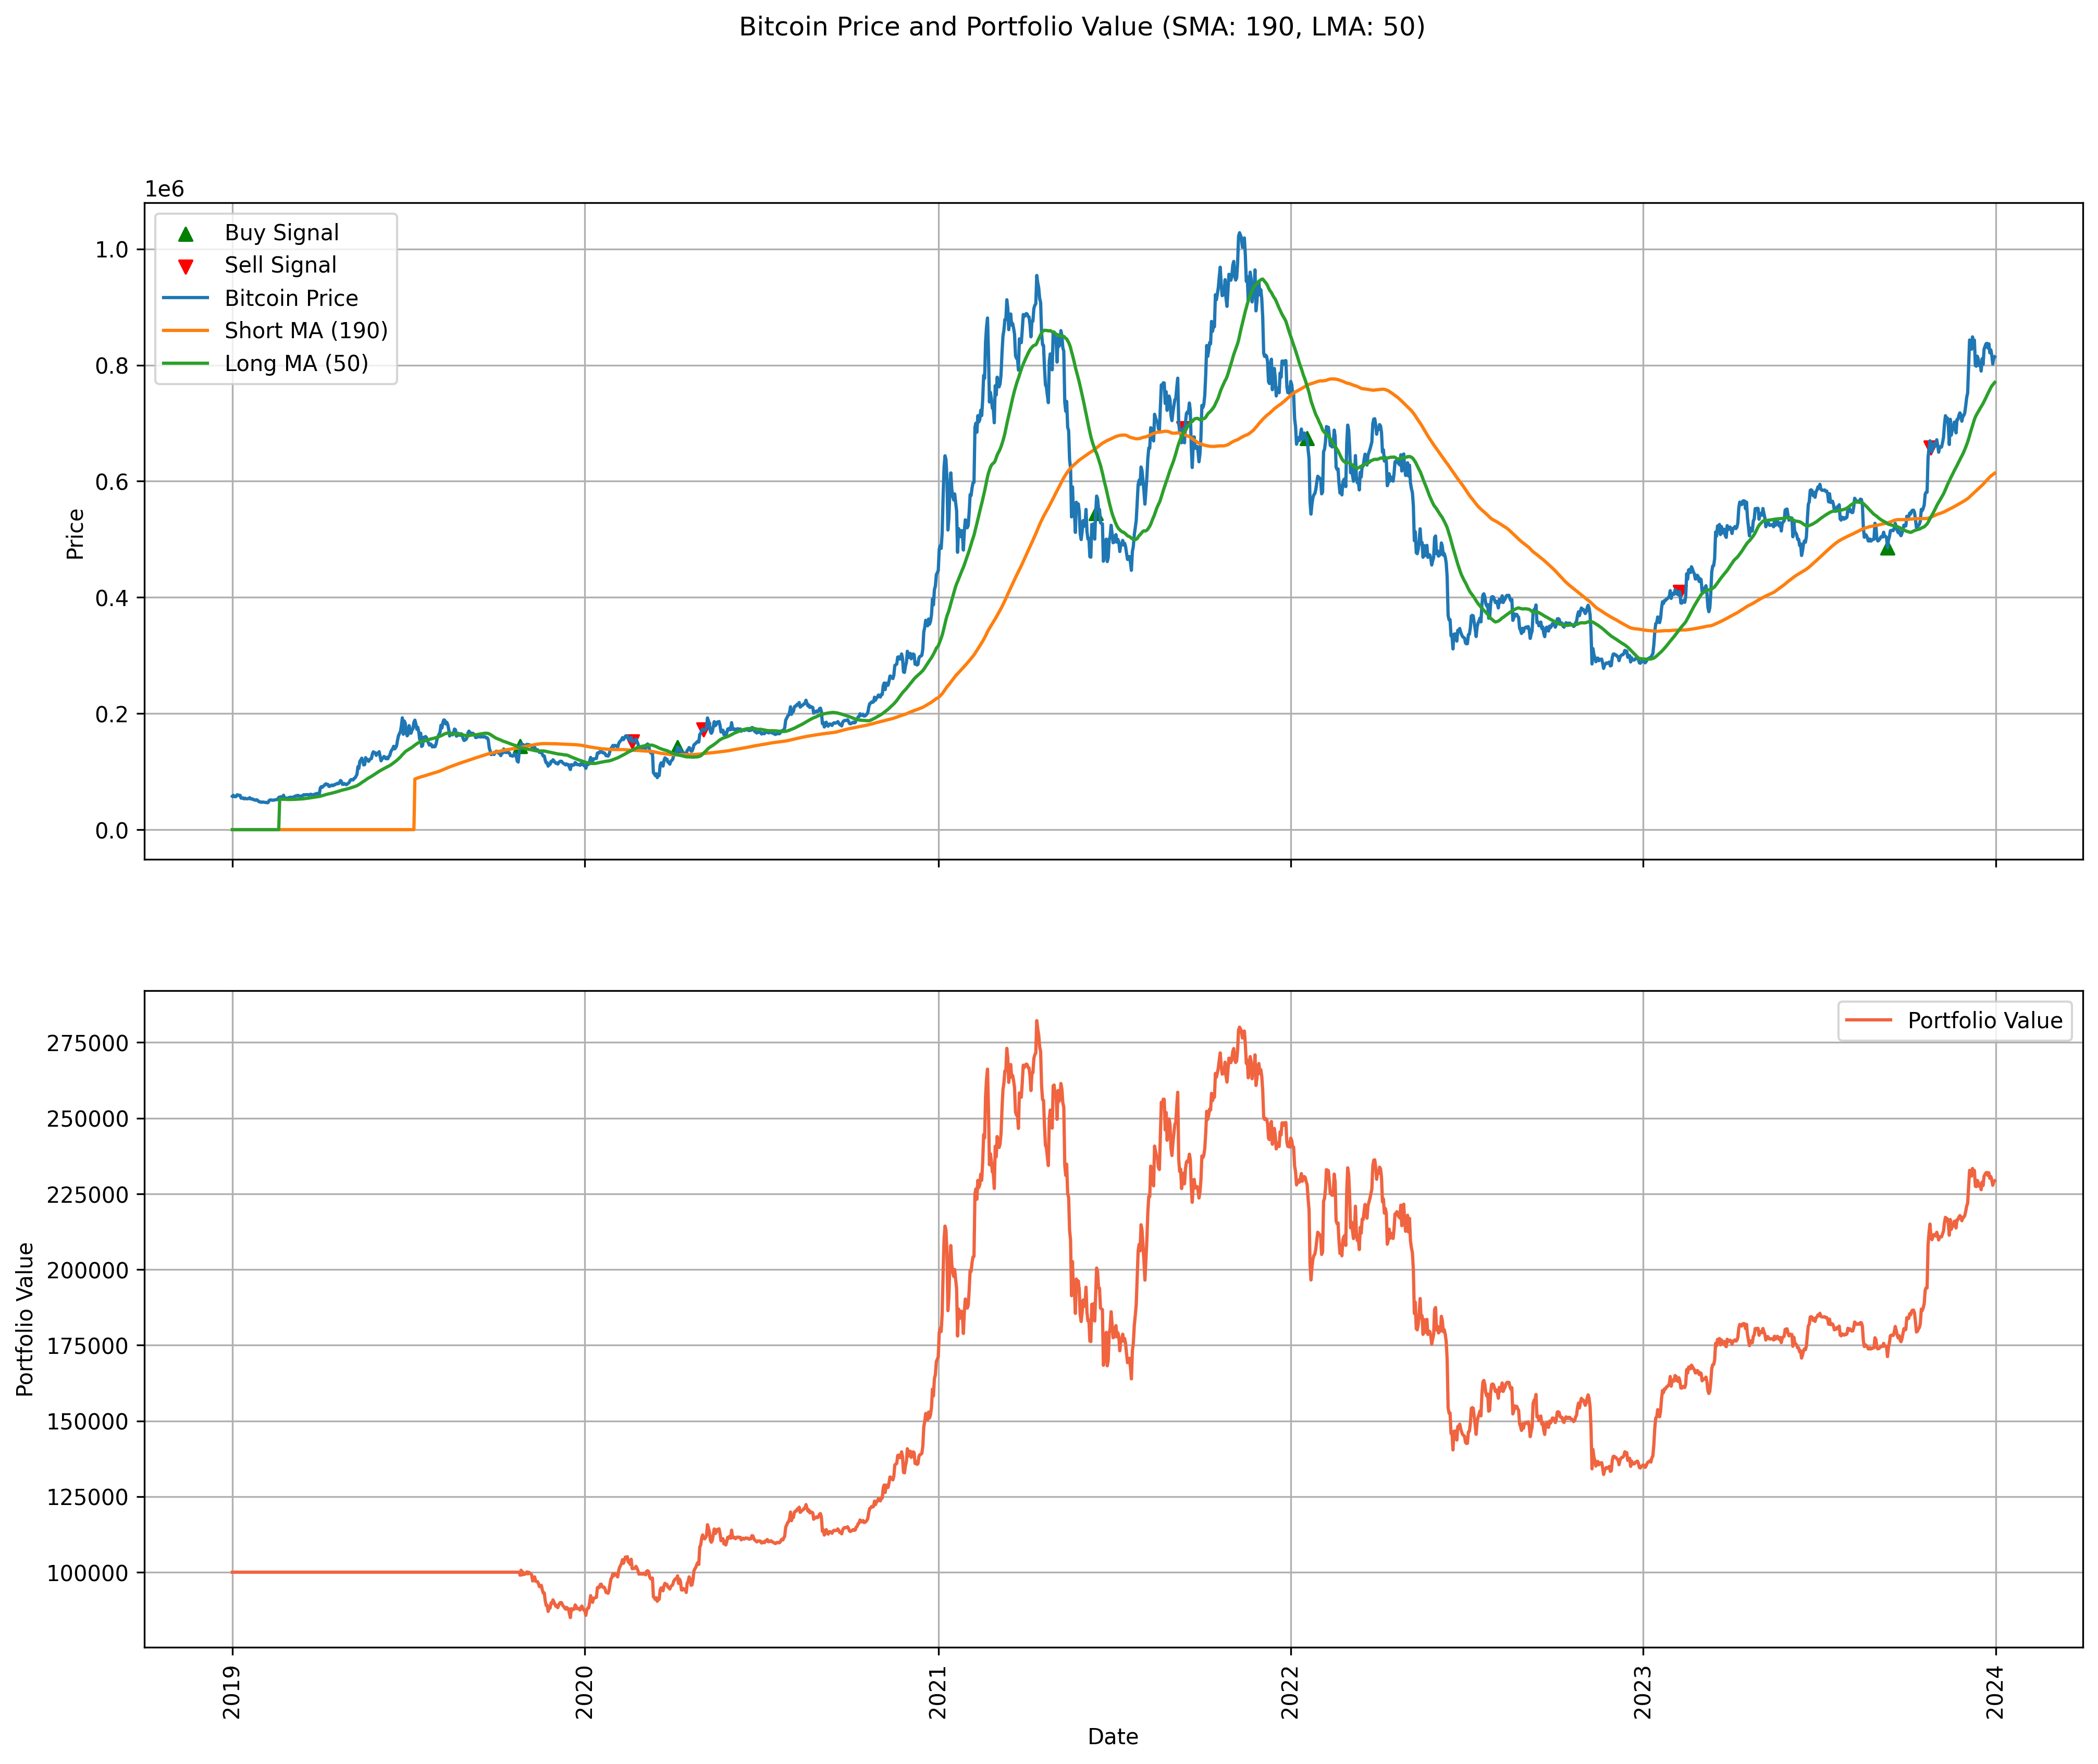 Bitcoin Price and Portfolio Value (SMA: 190, LMA: 50)
1e6
Buy Signal
Sell Signal
Bitcoin Price
Short MA (190)
Long MA (50)
1.0
0.8
0.6
0.4
0.2
0.0
Price
Portfolio Value
275000
250000
225000
200000
175000
150000
125000
100000
Portfolio Value
2019
2020
2021
2022
2023
2024
Date